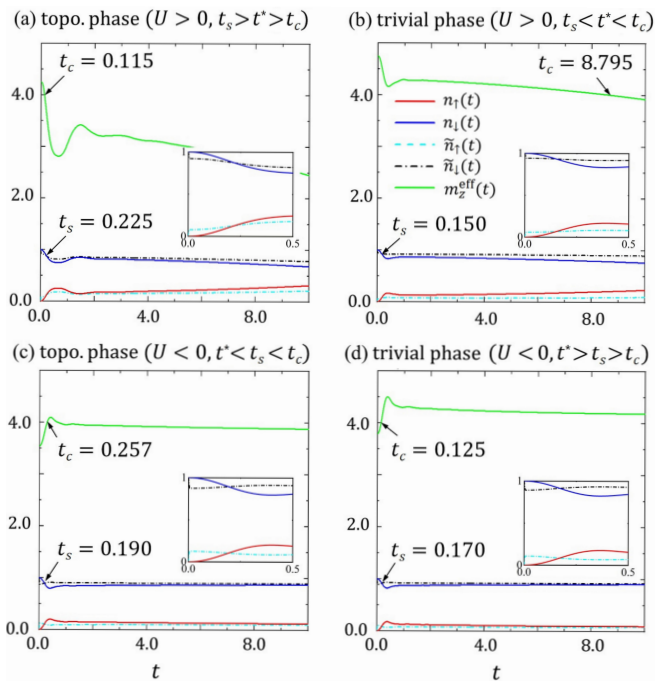 (a) topo. phase (U > 0, t_s > t* > t_c)
t_c = 0.115
4.0
2.0
t_s = 0.225
0.0
1
0
0.0 0.5
0.0 4.0 8.0
(b) trivial phase (U > 0, t_s < t* < t_c)
t_c = 8.795
4.0
n↑(t)
n↓(t)
ñ↑(t)
ñ↓(t)
m_z^eff(t)
2.0
t_s = 0.150
0.0
1
0
0.0 0.5
0.0 4.0 8.0
(c) topo. phase (U < 0, t* < t_s < t_c)
4.0
t_c = 0.257
2.0
t_s = 0.190
0.0
1
0
0.0 0.5
0.0 4.0 8.0
t
(d) trivial phase (U < 0, t* > t_s > t_c)
4.0
t_c = 0.125
2.0
t_s = 0.170
0.0
1
0
0.0 0.5
0.0 4.0 8.0
t